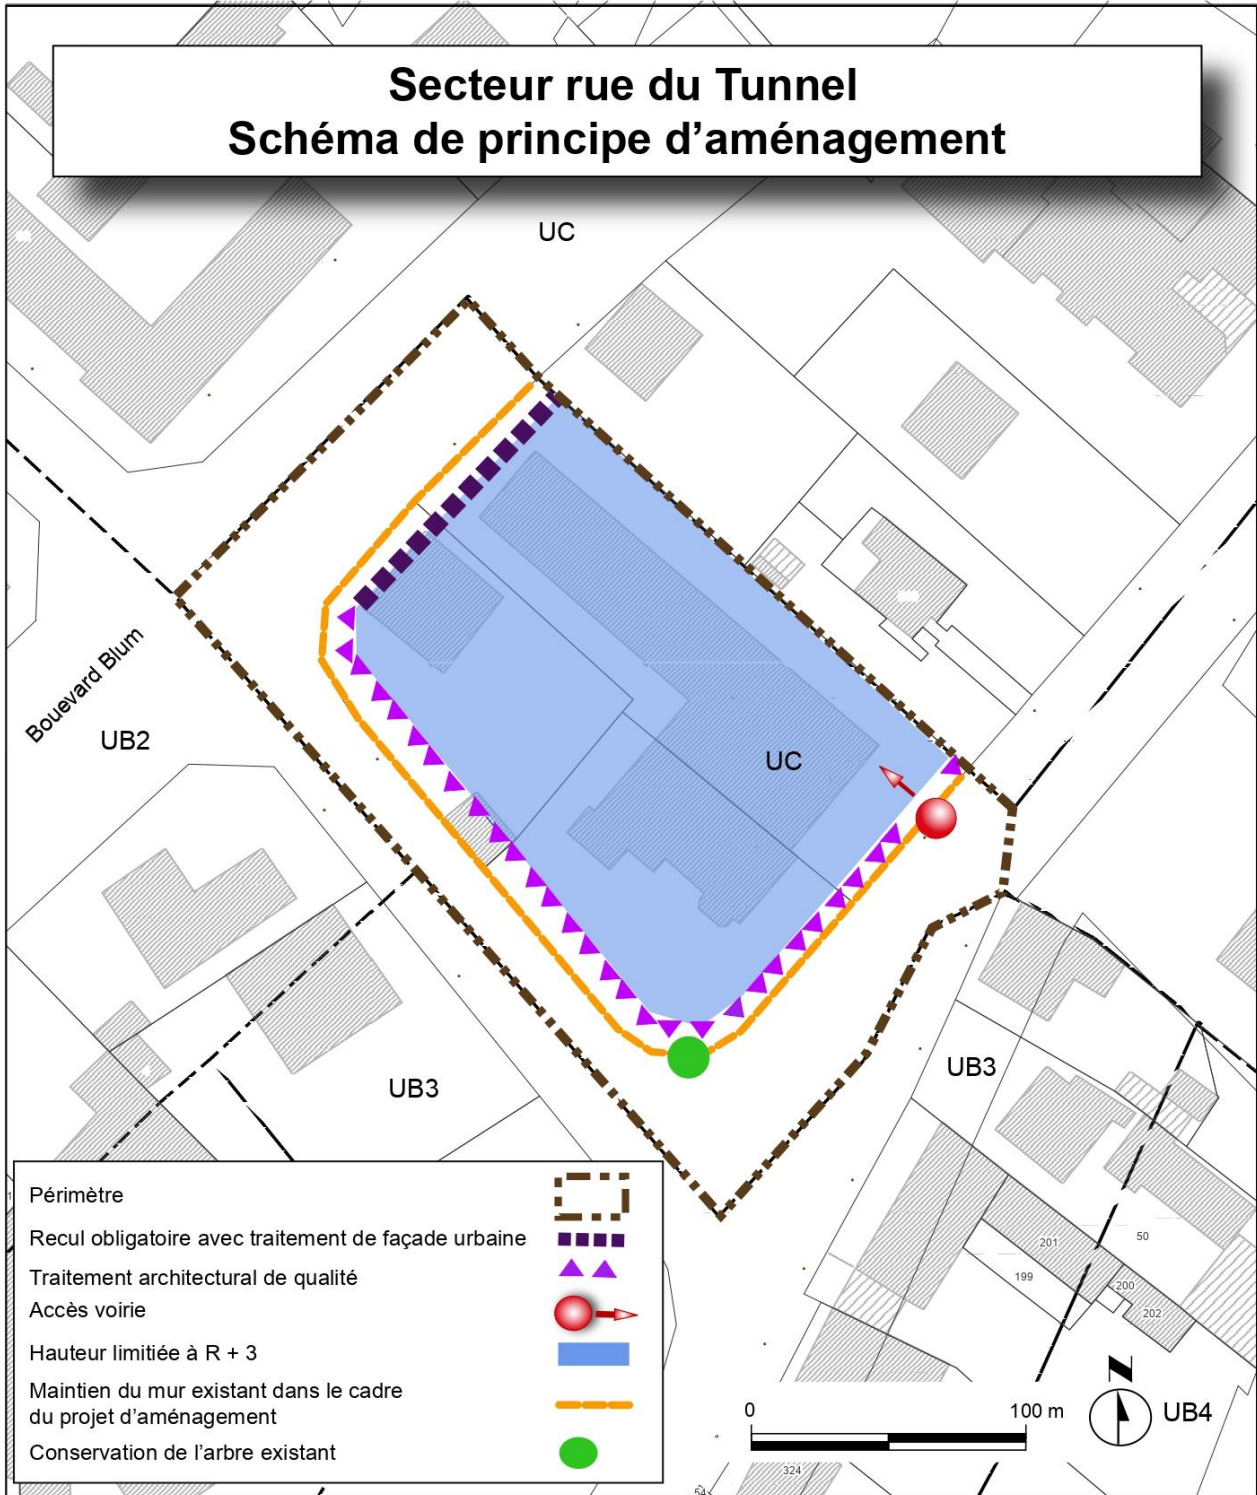 Secteur rue du Tunnel
Schéma de principe d'aménagement
UC
Bouevard Blum
UB2
UC
UB3
UB3
Périmètre
Recul obligatoire avec traitement de façade urbaine
Traitement architectural de qualité
Accès voirie
Hauteur limitiée à R + 3
Maintien du mur existant dans le cadre
du projet d'aménagement
Conservation de l'arbre existant
201
50
199
200
202
0
100 m
N
UB4
324